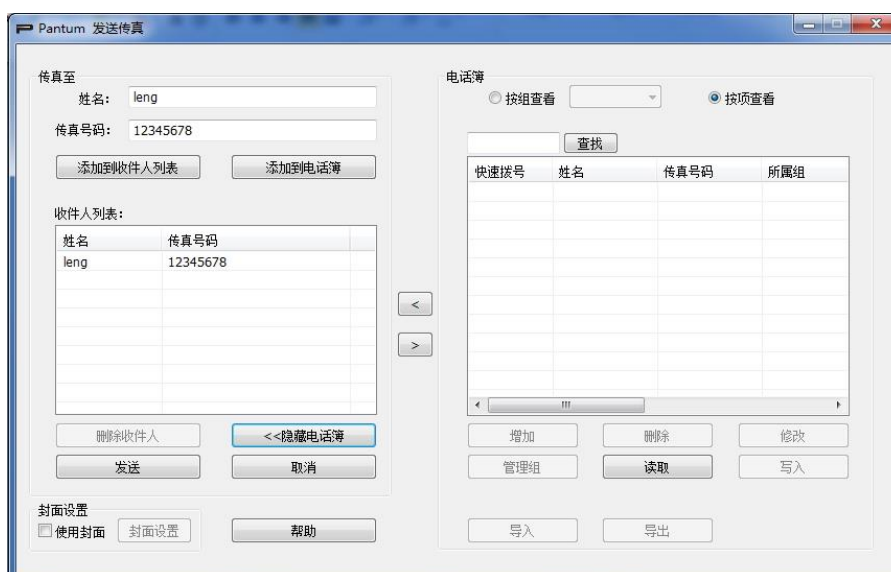 Pantum 发送传真
传真至
姓名: leng
传真号码: 12345678
添加到收件人列表 添加到电话簿
收件人列表:
姓名 传真号码
leng 12345678
删除收件人 <<隐藏电话簿
发送 取消
封面设置
使用封面 封面设置 帮助
<
>
电话簿
按组查看 按项查看
查找
快速拨号 姓名 传真号码 所属组
增加 删除 修改
管理组 读取 写入
导入 导出